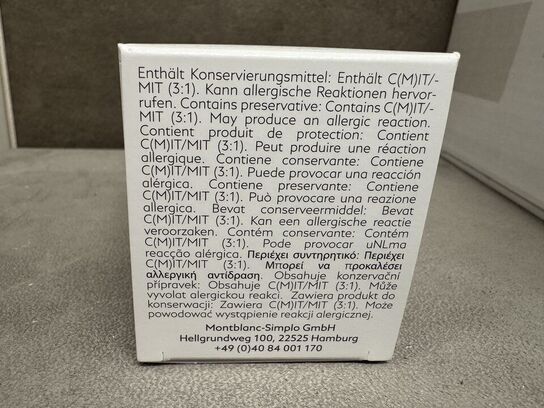 Enthält Konservierungsmittel: Enthält C(M)IT/-
MIT (3:1). Kann allergische Reaktionen hervor-
rufen. Contains preservative: Contains C(M)IT/-
MIT (3:1). May produce an allergic reaction.
Contient produit de protection: Contient
C(M)IT/MIT (3:1). Peut produire une réaction
allergique. Contiene conservante: Contiene
C(M)IT/MIT (3:1). Puede provocar una reacción
alérgica. Contiene preservante: Contiene
C(M)IT/MIT (3:1). Può provocare una reazione
allergica. Bevat conserveermiddel: Bevat
C(M)IT/MIT (3:1). Kan een allergische reactie
veroorzaken. Contém conservante: Contém
C(M)IT/MIT (3:1). Pode provocar uNLma
reacção alérgica. Περιέχει συντηρητικό: Περιέχει
C(M)IT/MIT (3:1). Μπορεί να προκαλέσει
αλλεργική αντίδραση. Obsahuje konzervační
přípravek: Obsahuje C(M)IT/MIT (3:1). Může
vyvolat alergickou reakci. Zawiera produkt do
konserwacji: Zawiera C(M)IT/MIT (3:1). Może
powodować wystąpienie reakcji alergicznej.
Montblanc-Simplo GmbH
Hellgrundweg 100, 22525 Hamburg
+49 (0)40 84 001 170